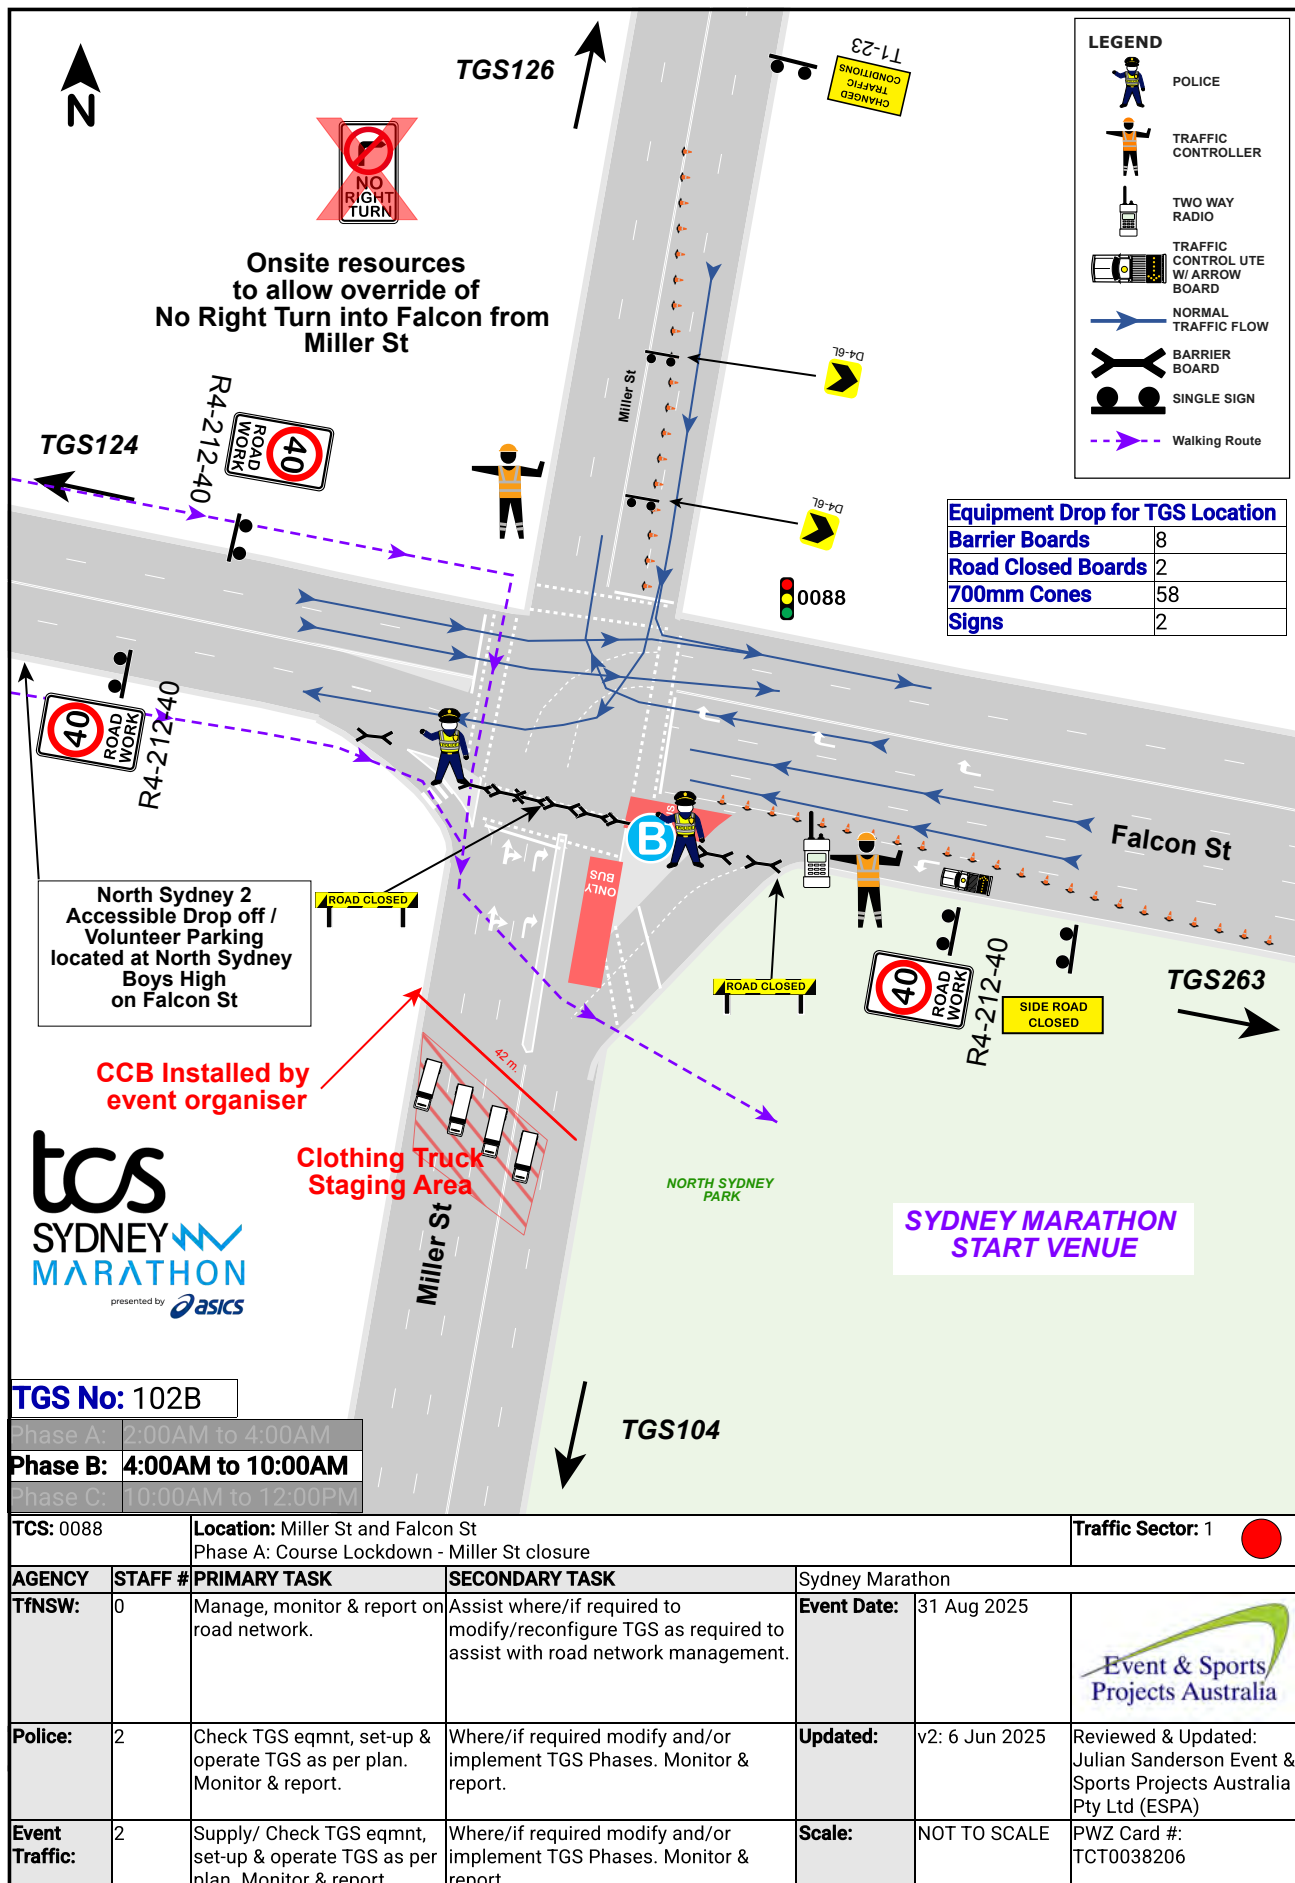 TGS126
T1-23
CHANGED
TRAFFIC
CONDITIONS
N
NO
RIGHT
TURN
Onsite resources
to allow override of
No Right Turn into Falcon from
Miller St
LEGEND
POLICE
TRAFFIC
CONTROLLER
TWO WAY
RADIO
TRAFFIC
CONTROL UTE
W/ ARROW
BOARD
NORMAL
TRAFFIC FLOW
BARRIER
BOARD
SINGLE SIGN
Walking Route
TGS124
R4-212-40
40
ROAD
WORK
Miller St
D4-6L
D4-6L
0088
Equipment Drop for TGS Location
Barrier Boards 8
Road Closed Boards 2
700mm Cones 58
Signs 2
40
ROAD
WORK
R4-212-40
B
ONLY
BUS
Falcon St
North Sydney 2
Accessible Drop off /
Volunteer Parking
located at North Sydney
Boys High
on Falcon St
ROAD CLOSED
ROAD CLOSED
40
ROAD
WORK
R4-212-40
SIDE ROAD
CLOSED
TGS263
42 m.
CCB Installed by
event organiser
Clothing Truck
Staging Area
Miller St
NORTH SYDNEY
PARK
SYDNEY MARATHON
START VENUE
tcs
SYDNEY
MARATHON
presented by asics
TGS104
TGS No: 102B
Phase A: 2:00AM to 4:00AM
Phase B: 4:00AM to 10:00AM
Phase C: 10:00AM to 12:00PM
TCS: 0088
Location: Miller St and Falcon St
Phase A: Course Lockdown - Miller St closure
Traffic Sector: 1
AGENCY STAFF # PRIMARY TASK SECONDARY TASK
Sydney Marathon
TfNSW: 0
Manage, monitor & report on
road network.
Assist where/if required to
modify/reconfigure TGS as required to
assist with road network management.
Event Date: 31 Aug 2025
Event & Sports
Projects Australia
Police: 2
Check TGS eqmnt, set-up &
operate TGS as per plan.
Monitor & report.
Where/if required modify and/or
implement TGS Phases. Monitor &
report.
Updated: v2: 6 Jun 2025
Reviewed & Updated:
Julian Sanderson Event &
Sports Projects Australia
Pty Ltd (ESPA)
Event
Traffic:
2
Supply/ Check TGS eqmnt,
set-up & operate TGS as per
plan. Monitor & report
Where/if required modify and/or
implement TGS Phases. Monitor &
report
Scale: NOT TO SCALE
PWZ Card #:
TCT0038206